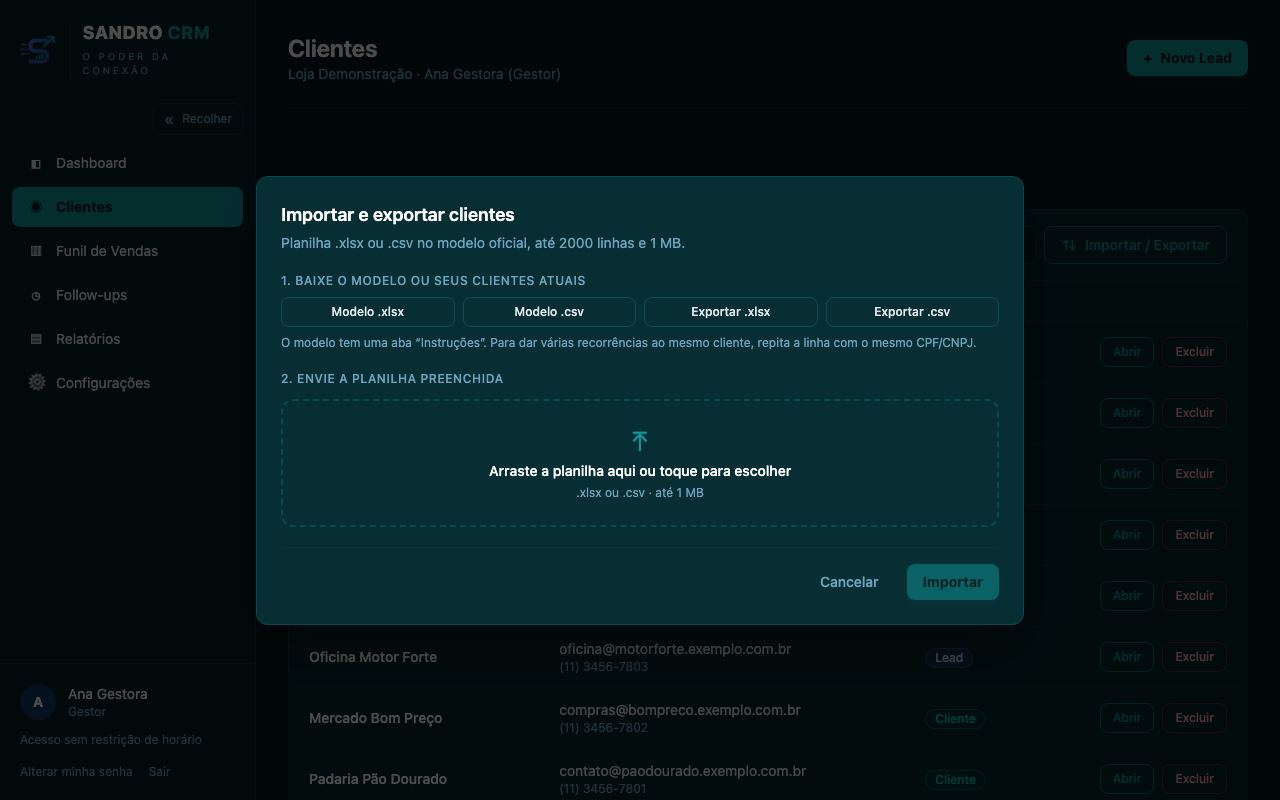 SANDRO CRM
O PODER DA
CONEXÃO
« Recolher
Dashboard
Clientes
Funil de Vendas
Follow-ups
Relatórios
Configurações
A
Ana Gestora
Gestor
Acesso sem restrição de horário
Alterar minha senha Sair
Clientes
Loja Demonstração · Ana Gestora (Gestor)
+ Novo Lead
Importar / Exportar
Importar e exportar clientes
Planilha .xlsx ou .csv no modelo oficial, até 2000 linhas e 1 MB.
1. BAIXE O MODELO OU SEUS CLIENTES ATUAIS
Modelo .xlsx Modelo .csv Exportar .xlsx Exportar .csv
O modelo tem uma aba “Instruções”. Para dar várias recorrências ao mesmo cliente, repita a linha com o mesmo CPF/CNPJ.
2. ENVIE A PLANILHA PREENCHIDA
Arraste a planilha aqui ou toque para escolher
.xlsx ou .csv · até 1 MB
Cancelar Importar
Abrir Excluir
Abrir Excluir
Abrir Excluir
Abrir Excluir
Abrir Excluir
Oficina Motor Forte oficina@motorforte.exemplo.com.br Lead Abrir Excluir
(11) 3456-7803
Mercado Bom Preço compras@bompreco.exemplo.com.br Cliente Abrir Excluir
(11) 3456-7802
Padaria Pão Dourado contato@paodourado.exemplo.com.br Cliente Abrir Excluir
(11) 3456-7801